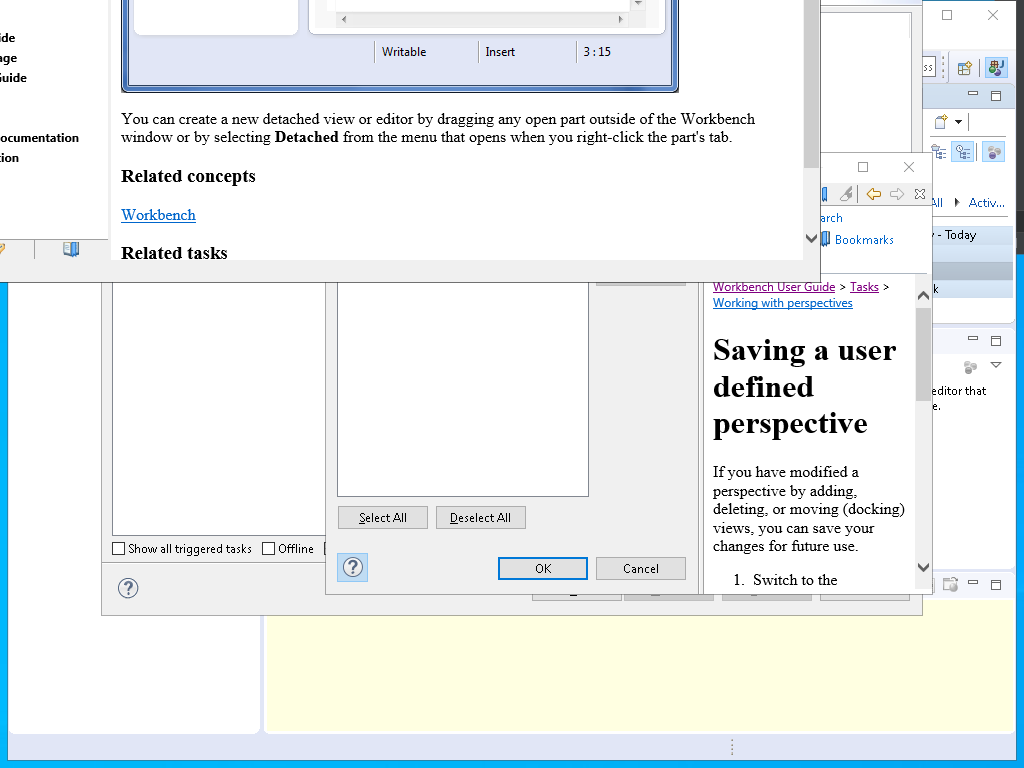 Writable
Insert
3 : 15
ide
age
Guide
ocumentation
tion
You can create a new detached view or editor by dragging any open part outside of the Workbench
window or by selecting Detached from the menu that opens when you right-click the part's tab.
Related concepts
Workbench
Related tasks
ss
All
Activ...
arch
Bookmarks
- Today
k
Workbench User Guide > Tasks >
Working with perspectives
Saving a user
defined
perspective
If you have modified a
perspective by adding,
deleting, or moving (docking)
views, you can save your
changes for future use.
1. Switch to the
editor that
e.
Select All
Deselect All
Show all triggered tasks
Offline
OK
Cancel